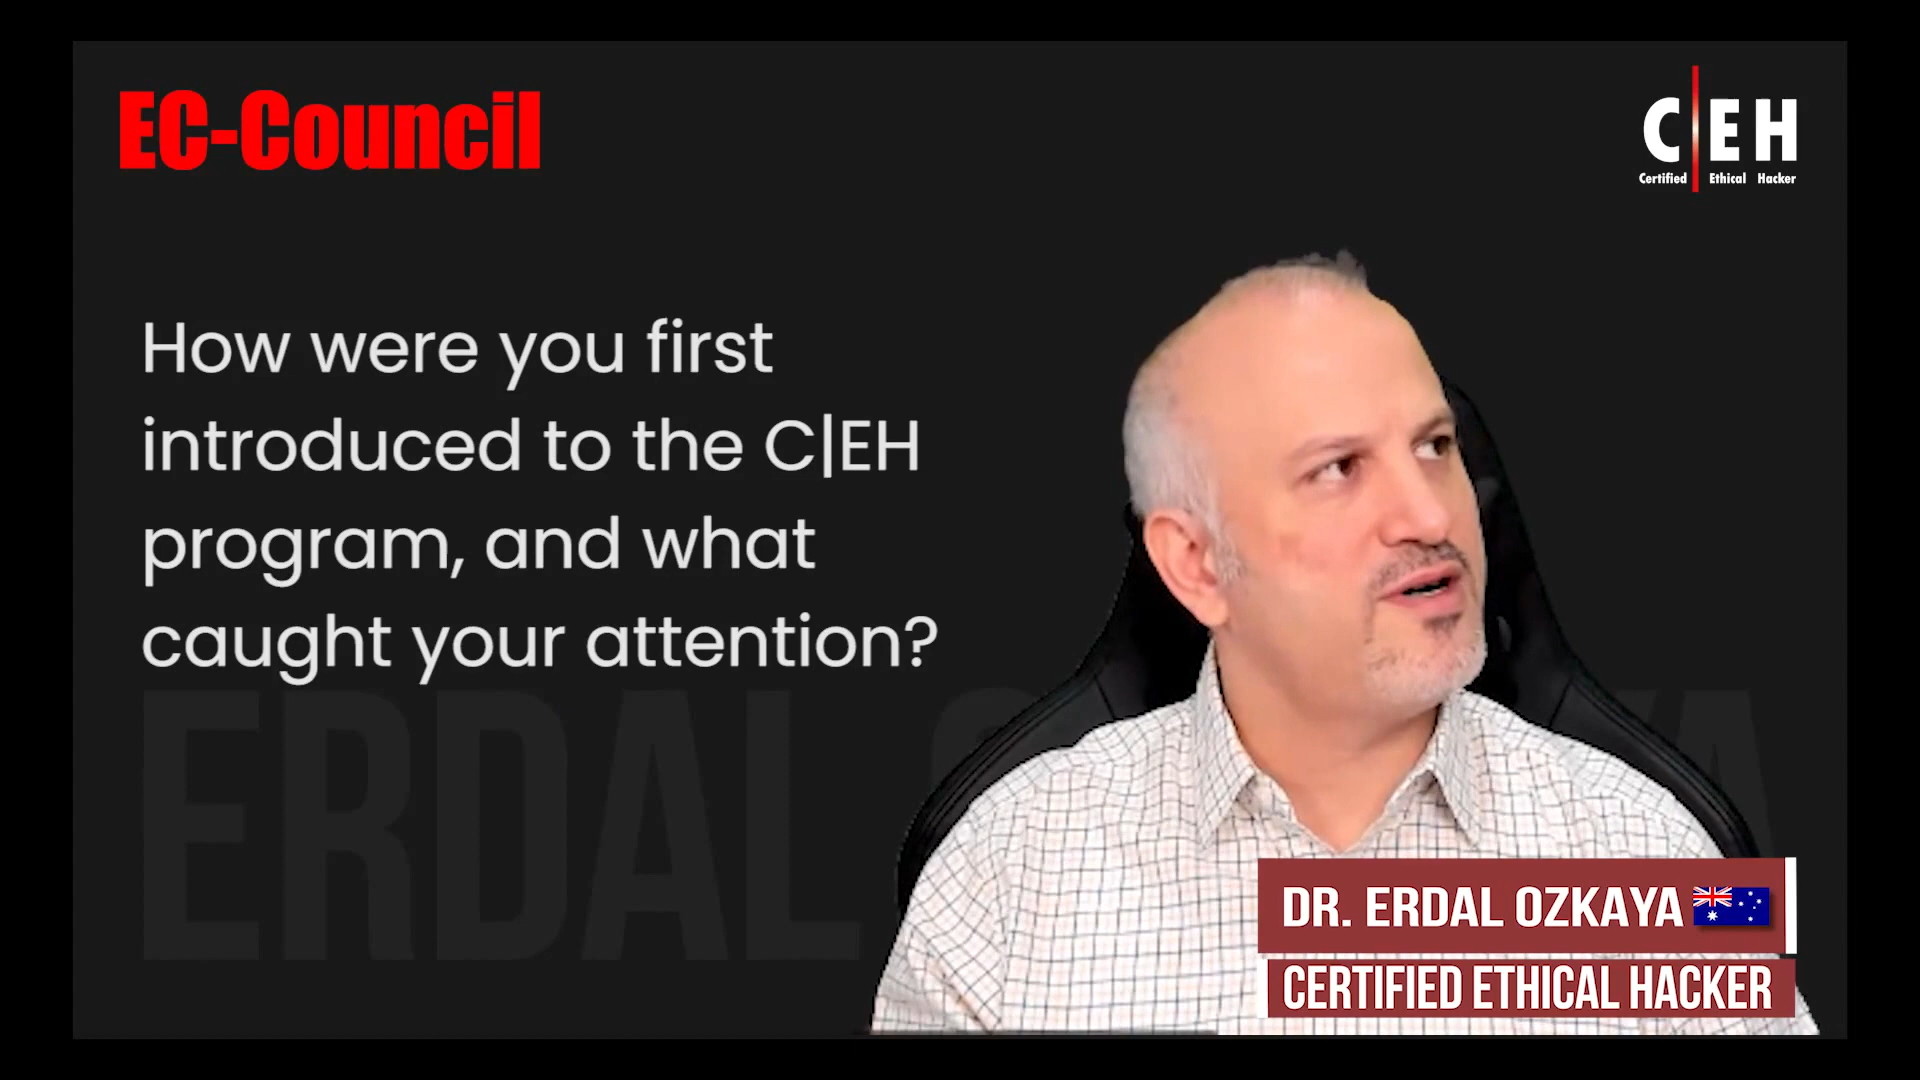 EC-Council
C|EH
Certified Ethical Hacker
How were you first
introduced to the C|EH
program, and what
caught your attention?
ERDAL OZKAYA
DR. ERDAL OZKAYA
CERTIFIED ETHICAL HACKER